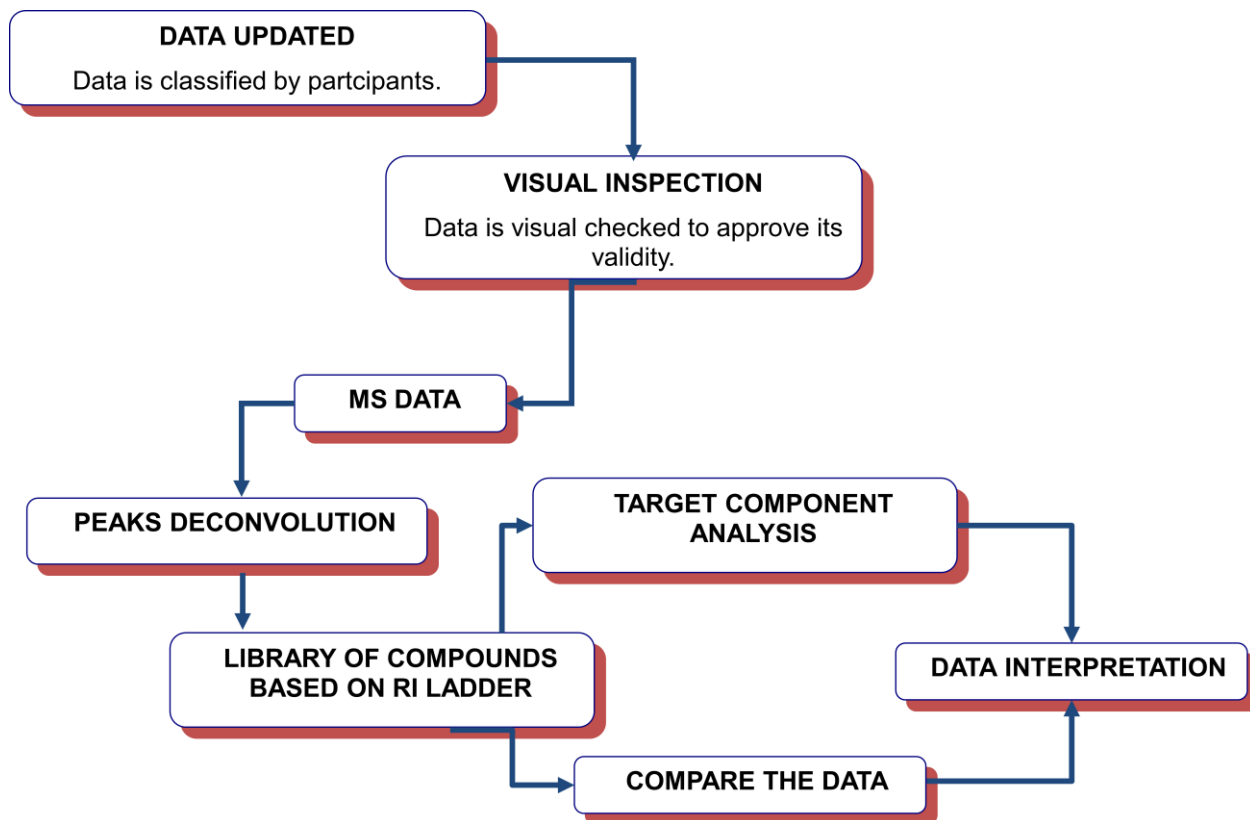 DATA UPDATED
Data is classified by partcipants.
VISUAL INSPECTION
Data is visual checked to approve its
validity.
MS DATA
PEAKS DECONVOLUTION
TARGET COMPONENT
ANALYSIS
LIBRARY OF COMPOUNDS
BASED ON RI LADDER
DATA INTERPRETATION
COMPARE THE DATA